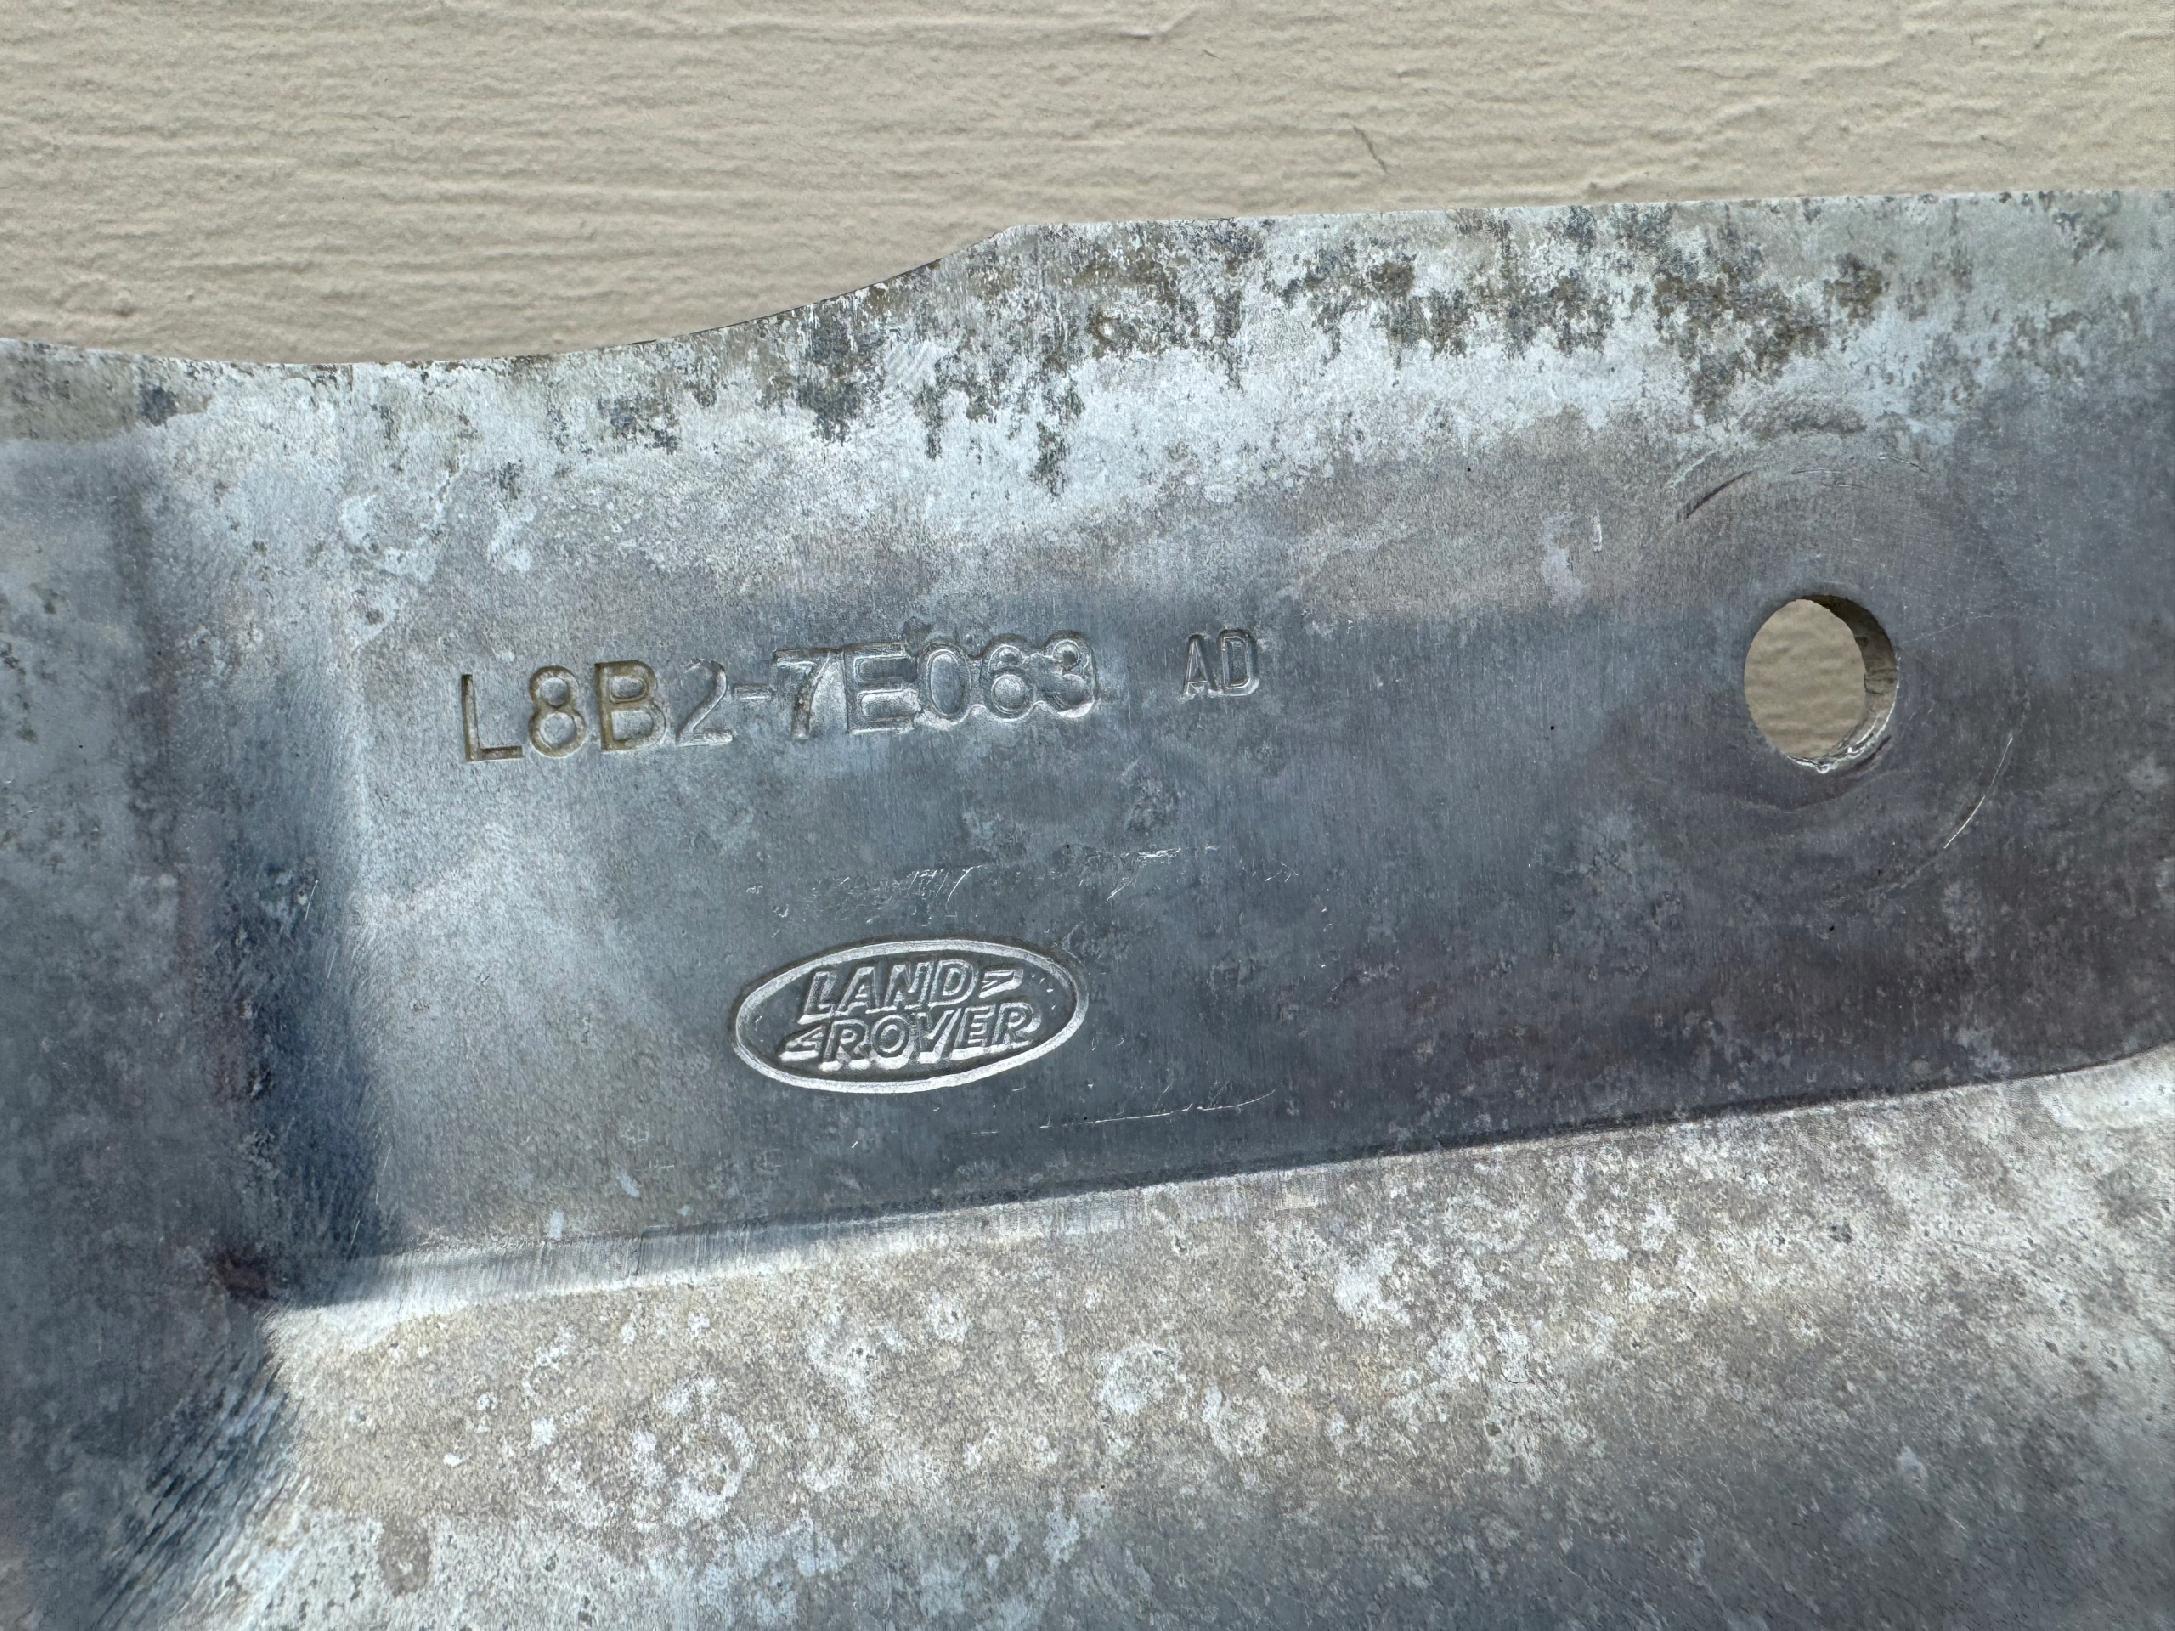 L8B2-7E063 AD
LAND-
ROVER